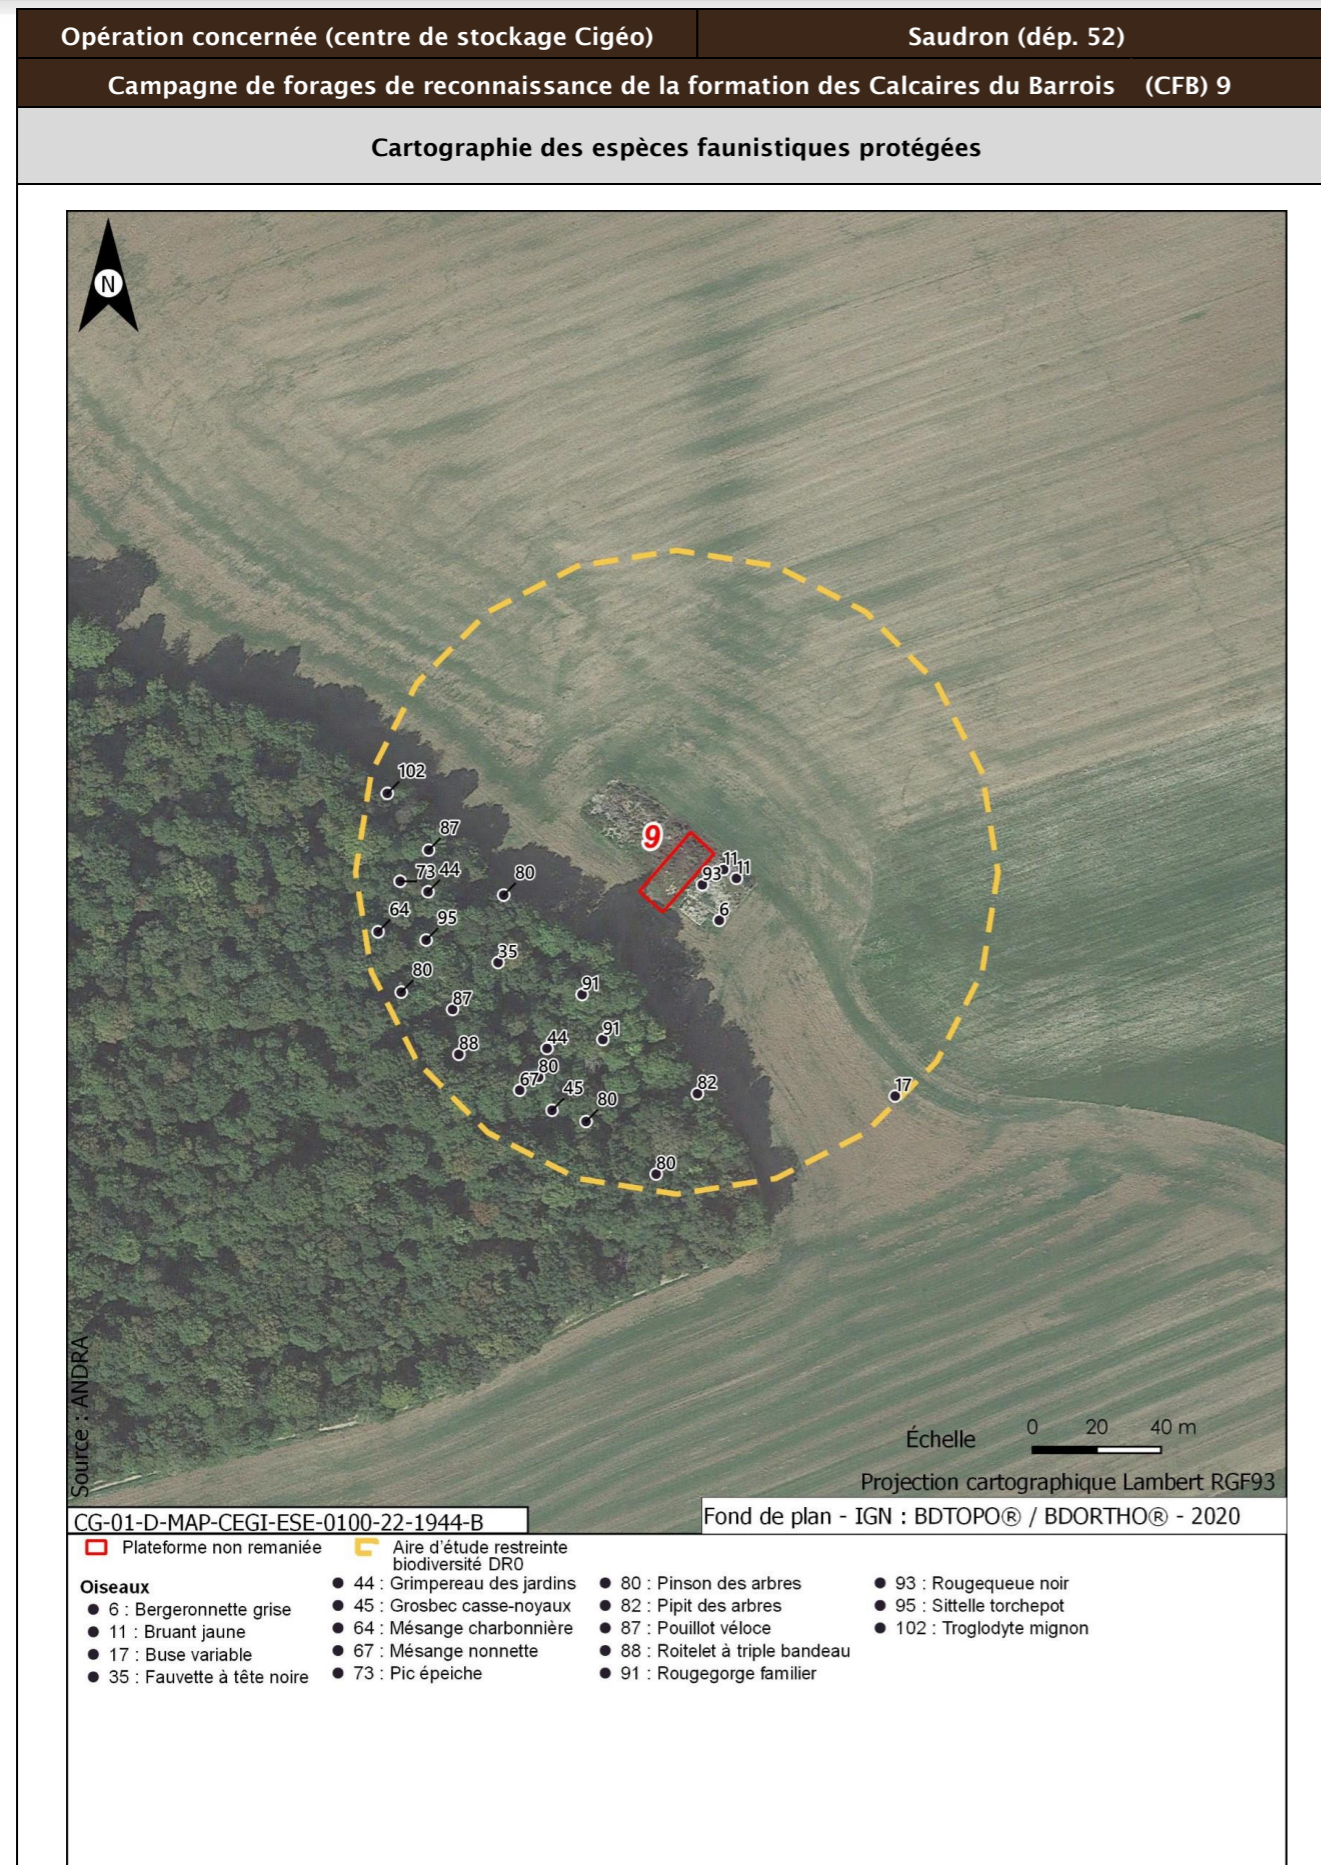 Opération concernée (centre de stockage Cigéo)
Saudron (dép. 52)
Campagne de forages de reconnaissance de la formation des Calcaires du Barrois (CFB) 9
Cartographie des espèces faunistiques protégées
N
102
87
73 44
80
64
95
35
80
87
91
88
44
91
80
67
45
80
82
80
17
9
11
11
93
6
Source : ANDRA
Échelle
0 20 40 m
Projection cartographique Lambert RGF93
CG-01-D-MAP-CEGI-ESE-0100-22-1944-B
Fond de plan - IGN : BDTOPO® / BDORTHO® - 2020
Plateforme non remaniée
Aire d'étude restreinte
biodiversité DR0
Oiseaux
6 : Bergeronnette grise
11 : Bruant jaune
17 : Buse variable
35 : Fauvette à tête noire
44 : Grimpereau des jardins
45 : Grosbec casse-noyaux
64 : Mésange charbonnière
67 : Mésange nonnette
73 : Pic épeiche
80 : Pinson des arbres
82 : Pipit des arbres
87 : Pouillot véloce
88 : Roitelet à triple bandeau
91 : Rougegorge familier
93 : Rougequeue noir
95 : Sittelle torchepot
102 : Troglodyte mignon